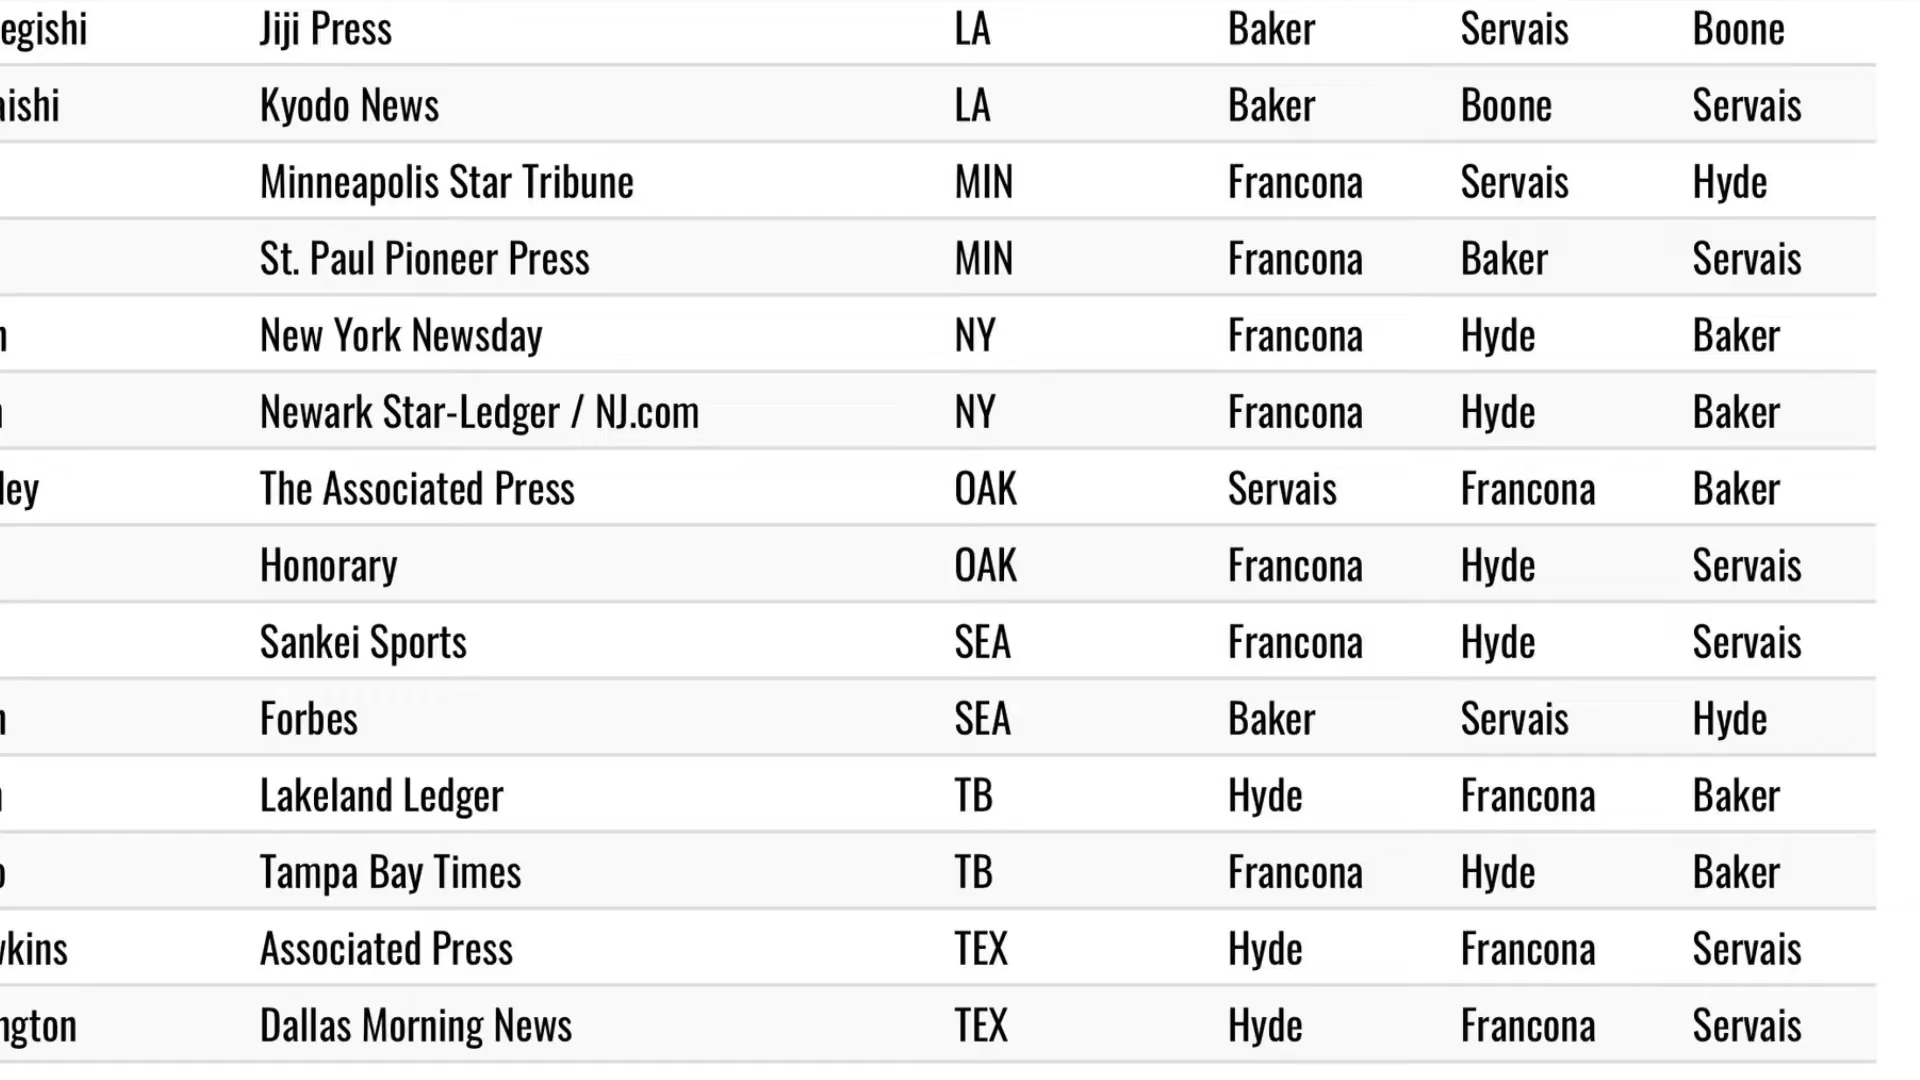 egishi Jiji Press LA Baker Servais Boone
aishi Kyodo News LA Baker Boone Servais
Minneapolis Star Tribune MIN Francona Servais Hyde
St. Paul Pioneer Press MIN Francona Baker Servais
New York Newsday NY Francona Hyde Baker
Newark Star-Ledger / NJ.com NY Francona Hyde Baker
ley The Associated Press OAK Servais Francona Baker
Honorary OAK Francona Hyde Servais
Sankei Sports SEA Francona Hyde Servais
Forbes SEA Baker Servais Hyde
Lakeland Ledger TB Hyde Francona Baker
Tampa Bay Times TB Francona Hyde Baker
wkins Associated Press TEX Hyde Francona Servais
ngton Dallas Morning News TEX Hyde Francona Servais